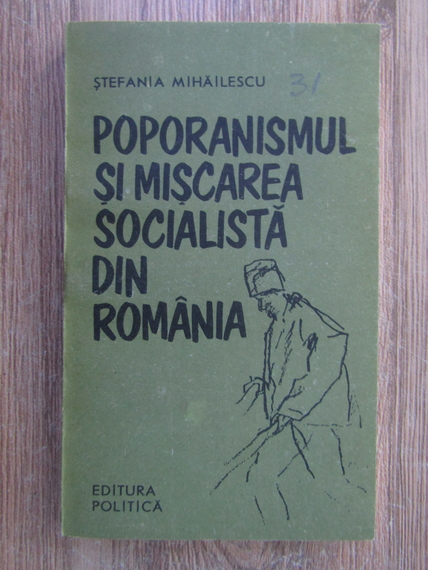 ȘTEFANIA MIHĂILESCU
31
POPORANISMUL
ȘI MIȘCAREA
SOCIALISTĂ
DIN
ROMÂNIA
EDITURA
POLITICĂ